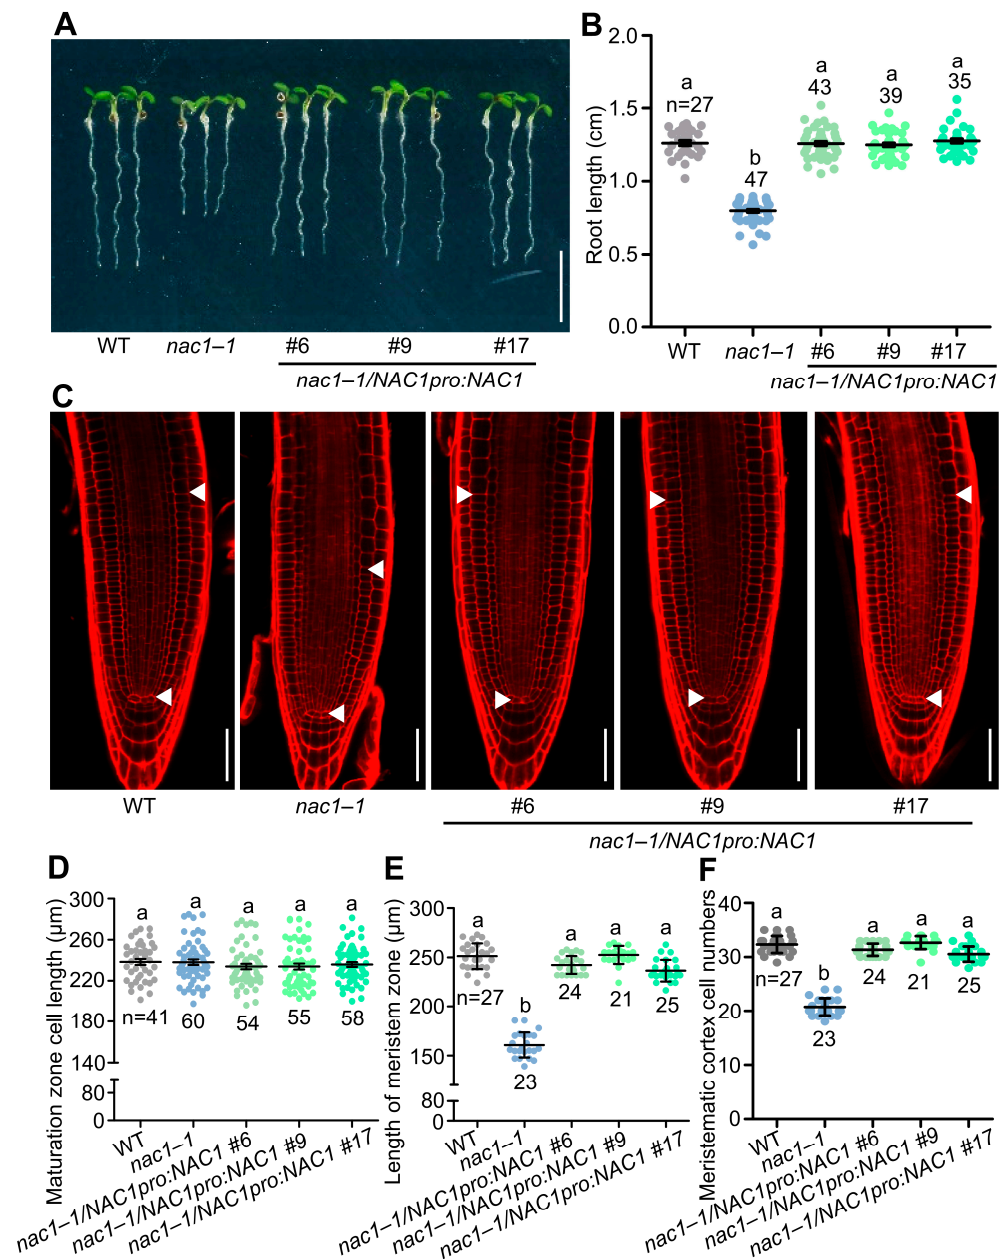 A
WT
nac1–1
#6
#9
#17
nac1–1/NAC1pro:NAC1
B
Root length (cm)
2.0
1.5
1.0
0.5
0.0
a
n=27
b
47
a
43
a
39
a
35
WT
nac1–1
#6
#9
#17
nac1–1/NAC1pro:NAC1
C
WT
nac1–1
#6
#9
#17
nac1–1/NAC1pro:NAC1
D
Maturation zone cell length (μm)
300
260
220
180
140
80
0
a
a
a
a
a
n=41
60
54
55
58
WT
nac1–1
nac1–1/NAC1pro:NAC1 #6
nac1–1/NAC1pro:NAC1 #9
nac1–1/NAC1pro:NAC1 #17
E
Length of meristem zone (μm)
300
250
200
150
80
0
a
n=27
b
23
a
24
a
21
a
25
WT
nac1–1
nac1–1/NAC1pro:NAC1 #6
nac1–1/NAC1pro:NAC1 #9
nac1–1/NAC1pro:NAC1 #17
F
Meristematic cortex cell numbers
40
30
20
10
0
a
n=27
b
23
a
24
a
21
a
25
WT
nac1–1
nac1–1/NAC1pro:NAC1 #6
nac1–1/NAC1pro:NAC1 #9
nac1–1/NAC1pro:NAC1 #17